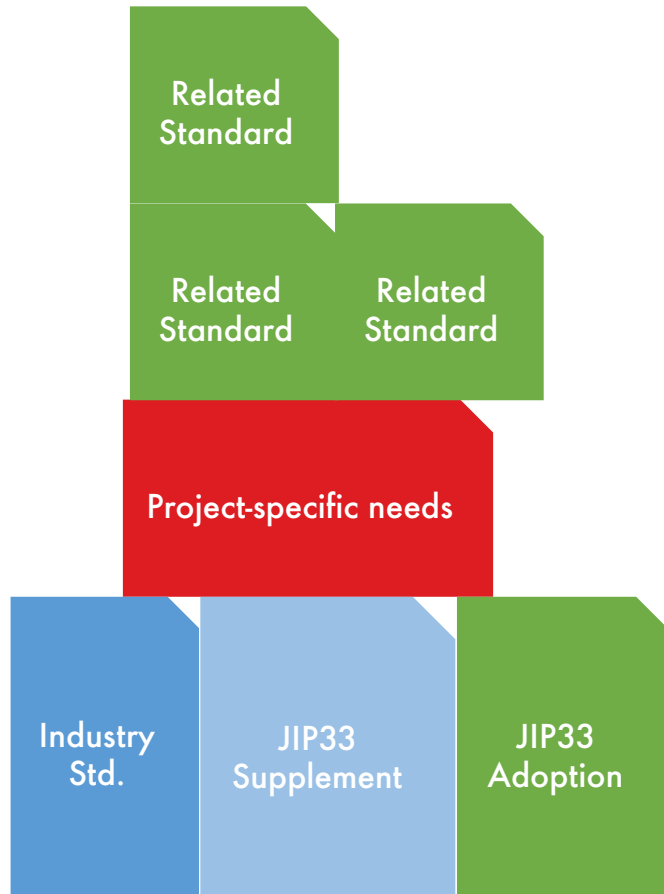 Related
Standard
Related
Standard
Related
Standard
Project-specific needs
Industry
Std.
JIP33
Supplement
JIP33
Adoption